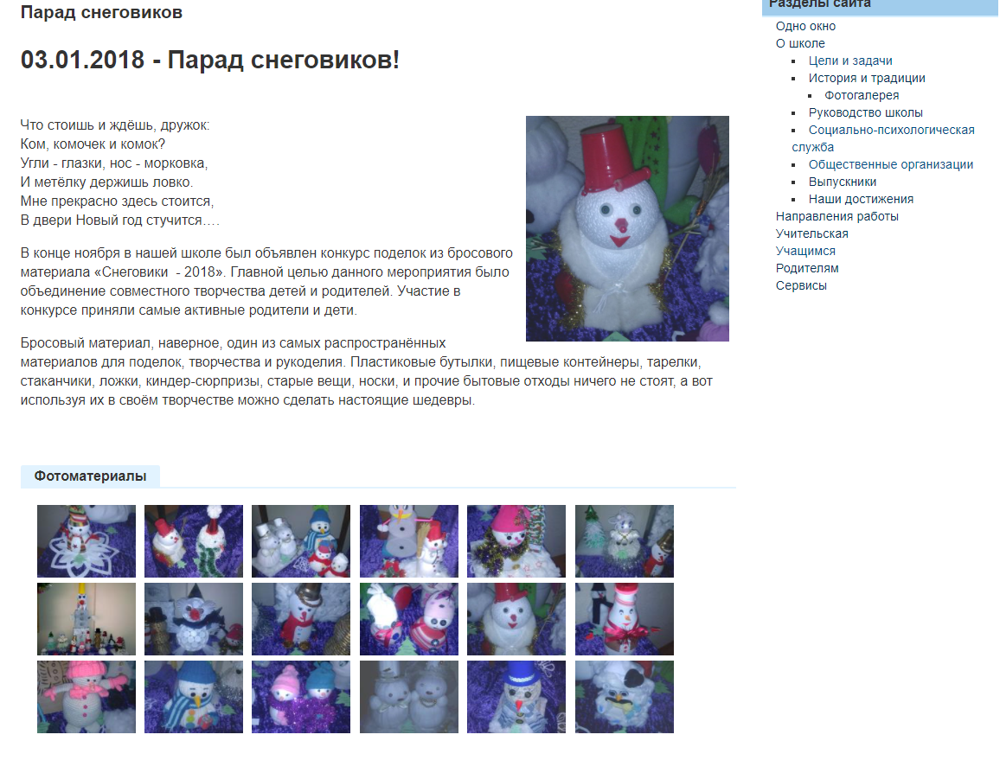 Парад снеговиков
03.01.2018 - Парад снеговиков!
Что стоишь и ждёшь, дружок:
Ком, комочек и комок?
Угли - глазки, нос - морковка,
И метёлку держишь ловко.
Мне прекрасно здесь стоится,
В двери Новый год стучится….
В конце ноября в нашей школе был объявлен конкурс поделок из бросового
материала «Снеговики  - 2018». Главной целью данного мероприятия было
объединение совместного творчества детей и родителей. Участие в
конкурсе приняли самые активные родители и дети.
Бросовый материал, наверное, один из самых распространённых
материалов для поделок, творчества и рукоделия. Пластиковые бутылки, пищевые контейнеры, тарелки,
стаканчики, ложки, киндер-сюрпризы, старые вещи, носки, и прочие бытовые отходы ничего не стоят, а вот
используя их в своём творчестве можно сделать настоящие шедевры.
Фотоматериалы
Разделы сайта
Одно окно
О школе
Цели и задачи
История и традиции
Фотогалерея
Руководство школы
Социально-психологическая
служба
Общественные организации
Выпускники
Наши достижения
Направления работы
Учительская
Учащимся
Родителям
Сервисы